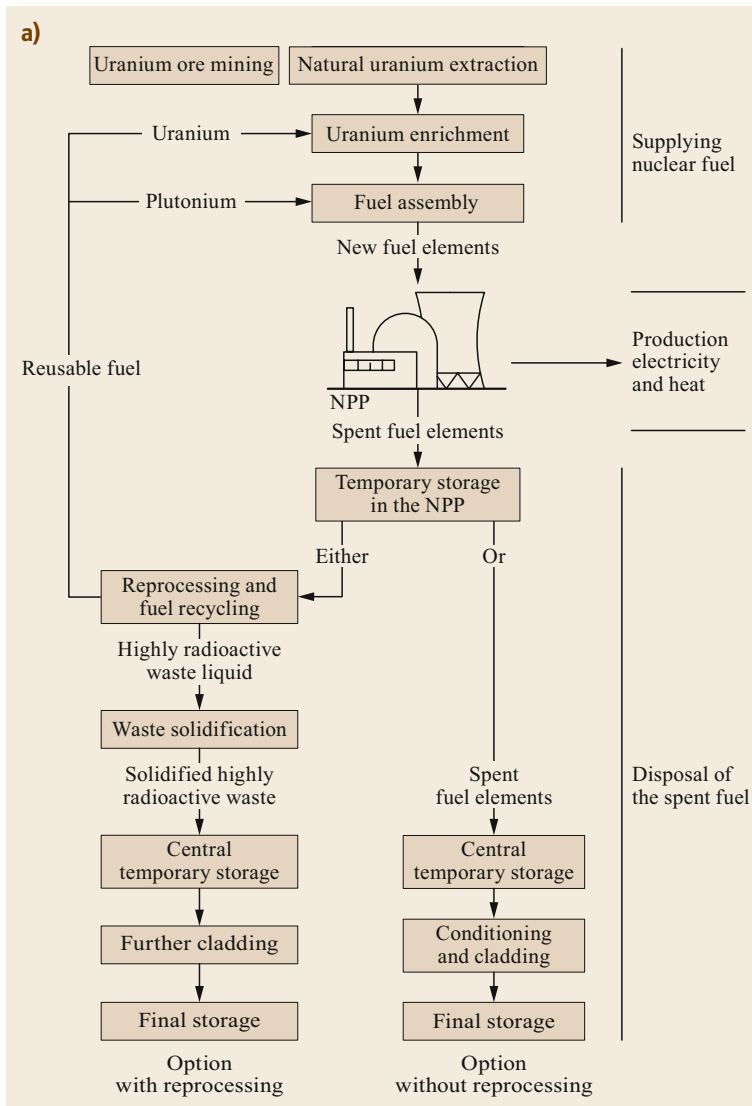 a)
Uranium ore mining
Natural uranium extraction
Uranium
Uranium enrichment
Supplying
nuclear fuel
Plutonium
Fuel assembly
New fuel elements
Reusable fuel
Production
electricity
and heat
NPP
Spent fuel elements
Temporary storage
in the NPP
Either
Or
Reprocessing and
fuel recycling
Highly radioactive
waste liquid
Waste solidification
Solidified highly
radioactive waste
Spent
fuel elements
Disposal of
the spent fuel
Central
temporary storage
Central
temporary storage
Further cladding
Conditioning
and cladding
Final storage
Final storage
Option
with reprocessing
Option
without reprocessing